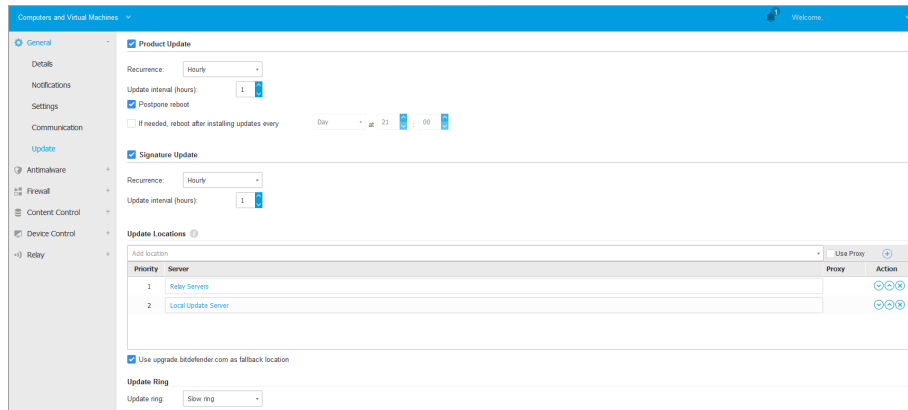 Computers and Virtual Machines
1
Welcome,
General
-
Details
Notifications
Settings
Communication
Update
Antimalware +
Firewall +
Content Control +
Device Control +
Relay +
Product Update
Recurrence: Hourly
Update interval (hours): 1
Postpone reboot
If needed, reboot after installing updates every Day at 21 : 00
Signature Update
Recurrence: Hourly
Update interval (hours): 1
Update Locations
Add location Use Proxy
Priority Server Proxy Action
1 Relay Servers
2 Local Update Server
Use upgrade.bitdefender.com as fallback location
Update Ring
Update ring: Slow ring